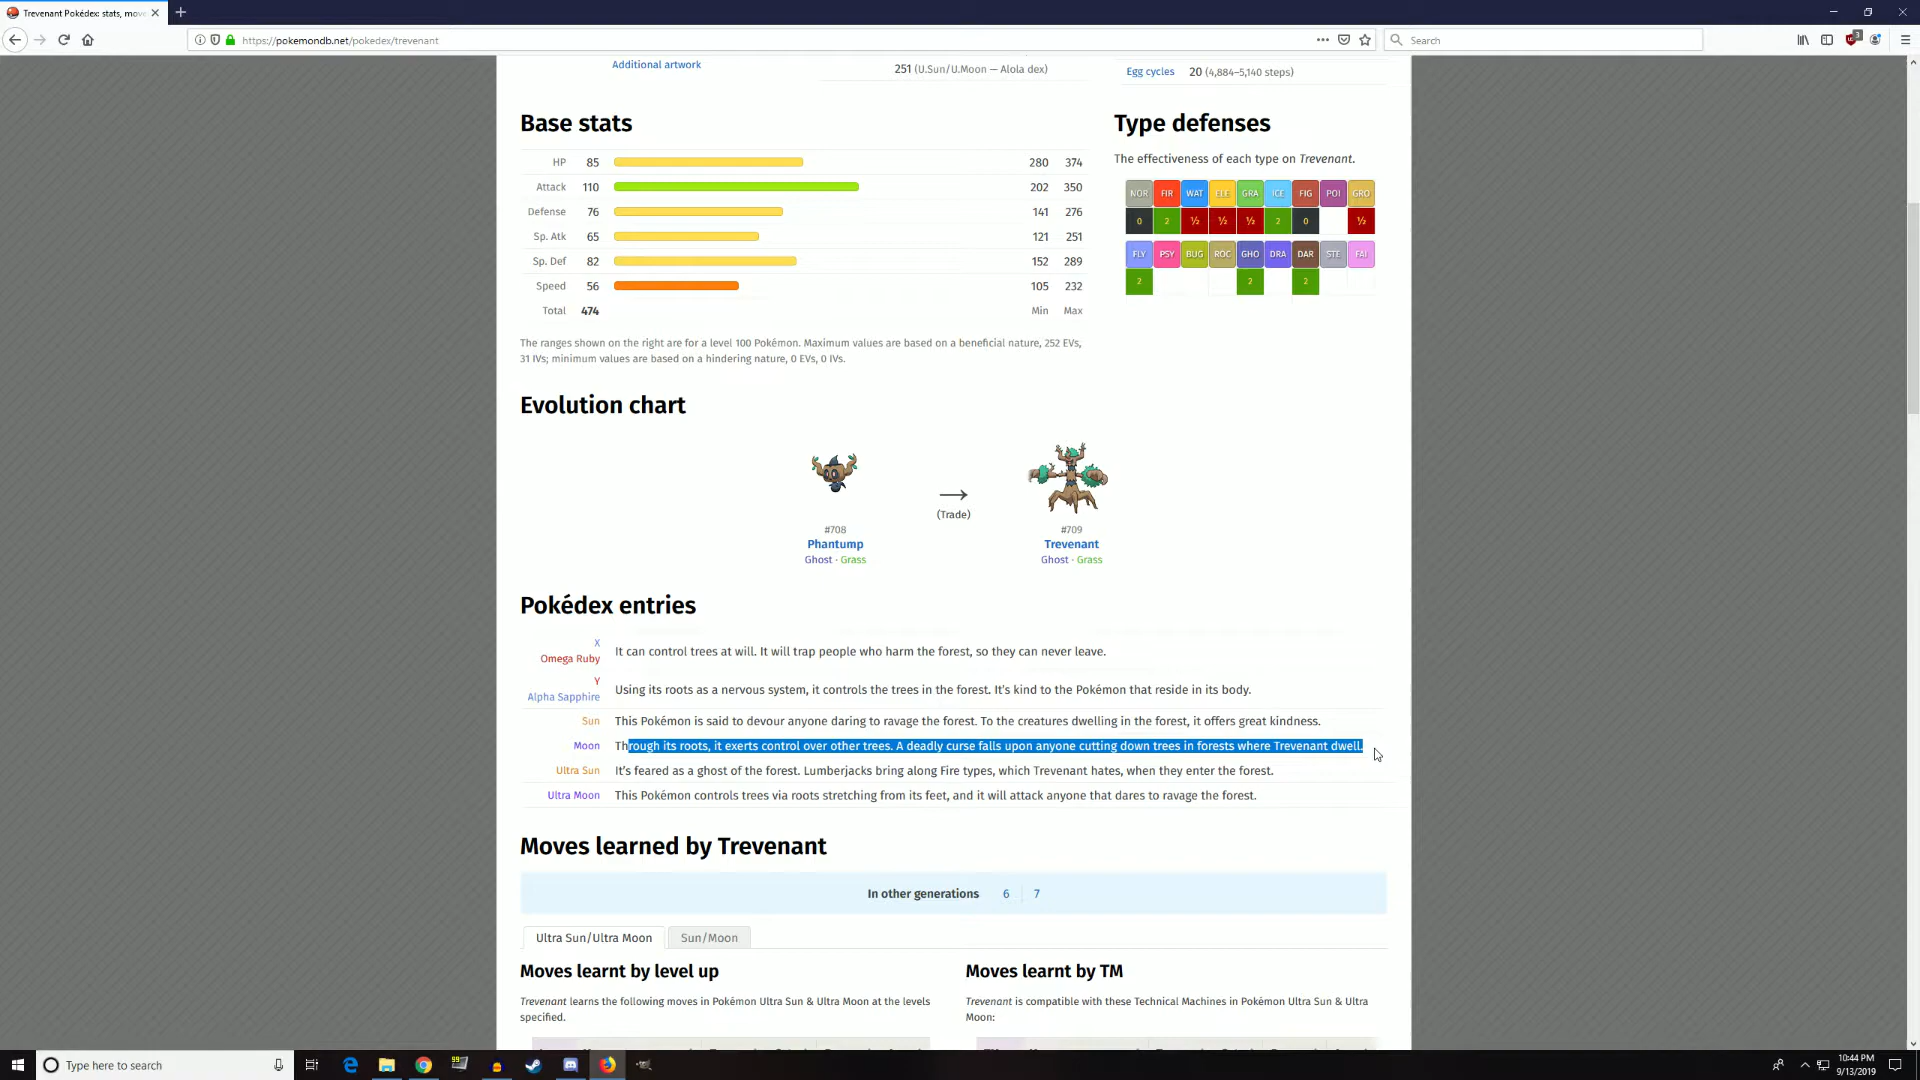 Trevenant Pokédex: stats, mov
https://pokemondb.net/pokedex/trevenant
Search
3
Additional artwork
251 (U.Sun/U.Moon — Alola dex)
Egg cycles 20 (4,884–5,140 steps)
Base stats
HP 85 280 374
Attack 110 202 350
Defense 76 141 276
Sp. Atk 65 121 251
Sp. Def 82 152 289
Speed 56 105 232
Total 474 Min Max
The ranges shown on the right are for a level 100 Pokémon. Maximum values are based on a beneficial nature, 252 EVs,
31 IVs; minimum values are based on a hindering nature, 0 EVs, 0 IVs.
Type defenses
The effectiveness of each type on Trevenant.
NOR FIR WAT ELE GRA ICE FIG POI GRO
0 2 ½ ½ ½ 2 0 ½
FLY PSY BUG ROC GHO DRA DAR STE FAI
2 2 2
Evolution chart
(Trade)
#708
Phantump
Ghost · Grass
#709
Trevenant
Ghost · Grass
Pokédex entries
X
Omega Ruby
It can control trees at will. It will trap people who harm the forest, so they can never leave.
Y
Alpha Sapphire
Using its roots as a nervous system, it controls the trees in the forest. It's kind to the Pokémon that reside in its body.
Sun This Pokémon is said to devour anyone daring to ravage the forest. To the creatures dwelling in the forest, it offers great kindness.
Moon Through its roots, it exerts control over other trees. A deadly curse falls upon anyone cutting down trees in forests where Trevenant dwell.
Ultra Sun It's feared as a ghost of the forest. Lumberjacks bring along Fire types, which Trevenant hates, when they enter the forest.
Ultra Moon This Pokémon controls trees via roots stretching from its feet, and it will attack anyone that dares to ravage the forest.
Moves learned by Trevenant
In other generations 6 7
Ultra Sun/Ultra Moon Sun/Moon
Moves learnt by level up
Trevenant learns the following moves in Pokémon Ultra Sun & Ultra Moon at the levels
specified.
Moves learnt by TM
Trevenant is compatible with these Technical Machines in Pokémon Ultra Sun & Ultra
Moon:
Type here to search
10:44 PM
9/13/2019